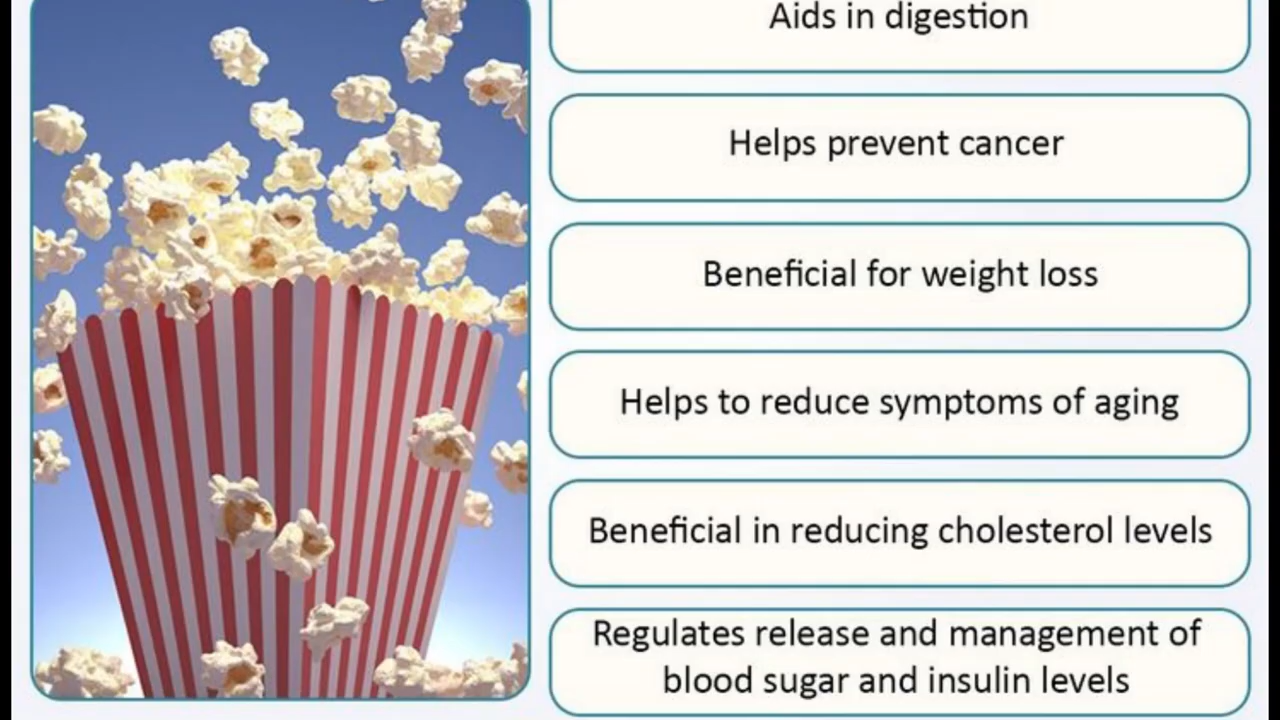 Aids in digestion
Helps prevent cancer
Beneficial for weight loss
Helps to reduce symptoms of aging
Beneficial in reducing cholesterol levels
Regulates release and management of
blood sugar and insulin levels